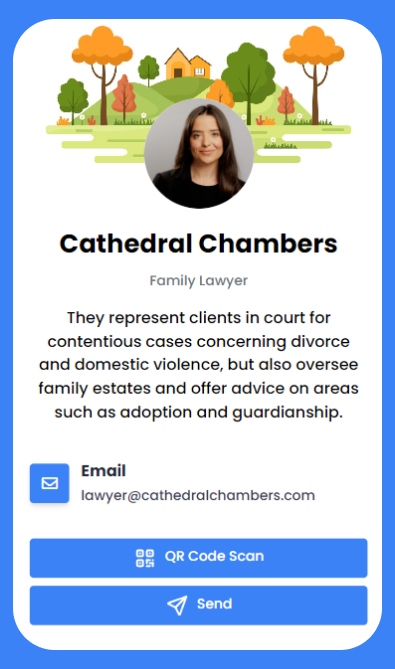 Cathedral Chambers
Family Lawyer
They represent clients in court for
contentious cases concerning divorce
and domestic violence, but also oversee
family estates and offer advice on areas
such as adoption and guardianship.
Email
lawyer@cathedralchambers.com
QR Code Scan
Send